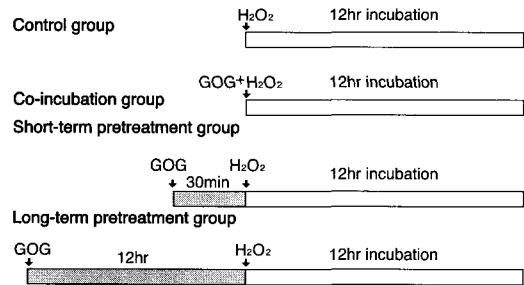 H₂O₂ 12hr incubation
Control group
GOG+H₂O₂ 12hr incubation
Co-incubation group
Short-term pretreatment group
GOG H₂O₂ 12hr incubation
30min
Long-term pretreatment group
GOG 12hr H₂O₂ 12hr incubation